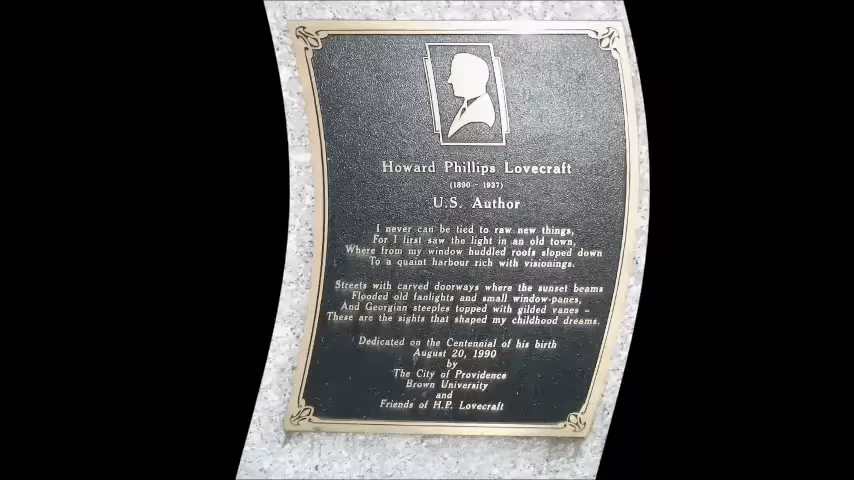 Howard Phillips Lovecraft
(1890 - 1937)
U.S. Author
I never can be tied to raw new things,
For I first saw the light in an old town,
Where from my window huddled roofs sloped down
To a quaint harbour rich with visionings.
Streets with carved doorways where the sunset beams
Flooded old fanlights and small window-panes,
And Georgian steeples topped with gilded vanes –
These are the sights that shaped my childhood dreams.
Dedicated on the Centennial of his birth
August 20, 1990
by
The City of Providence
Brown University
and
Friends of H.P. Lovecraft